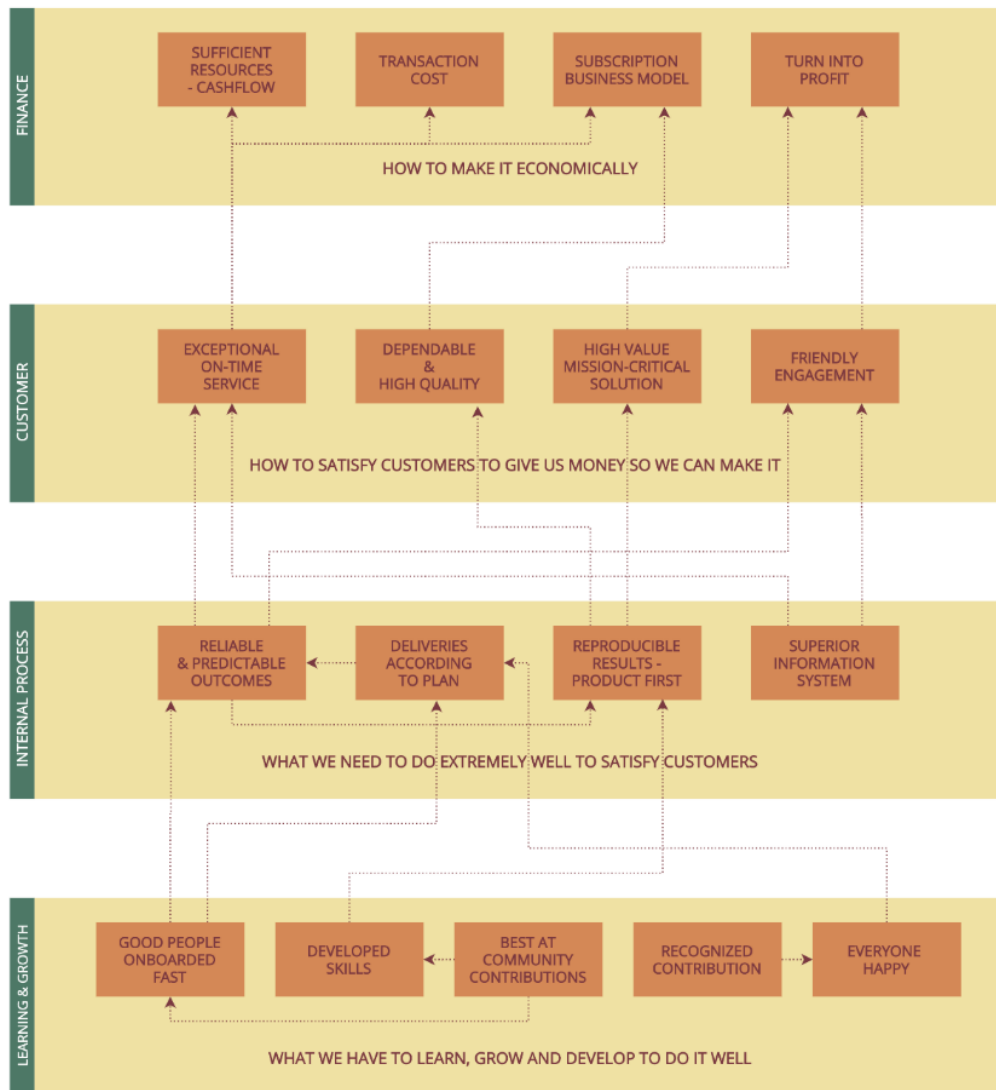 FINANCE
SUFFICIENT
RESOURCES
- CASHFLOW
TRANSACTION
COST
SUBSCRIPTION
BUSINESS MODEL
TURN INTO
PROFIT
HOW TO MAKE IT ECONOMICALLY
CUSTOMER
EXCEPTIONAL
ON-TIME
SERVICE
DEPENDABLE
&
HIGH QUALITY
HIGH VALUE
MISSION-CRITICAL
SOLUTION
FRIENDLY
ENGAGEMENT
HOW TO SATISFY CUSTOMERS TO GIVE US MONEY SO WE CAN MAKE IT
INTERNAL PROCESS
RELIABLE
& PREDICTABLE
OUTCOMES
DELIVERIES
ACCORDING
TO PLAN
REPRODUCIBLE
RESULTS -
PRODUCT FIRST
SUPERIOR
INFORMATION
SYSTEM
WHAT WE NEED TO DO EXTREMELY WELL TO SATISFY CUSTOMERS
LEARNING & GROWTH
GOOD PEOPLE
ONBOARDED
FAST
DEVELOPED
SKILLS
BEST AT
COMMUNITY
CONTRIBUTIONS
RECOGNIZED
CONTRIBUTION
EVERYONE
HAPPY
WHAT WE HAVE TO LEARN, GROW AND DEVELOP TO DO IT WELL